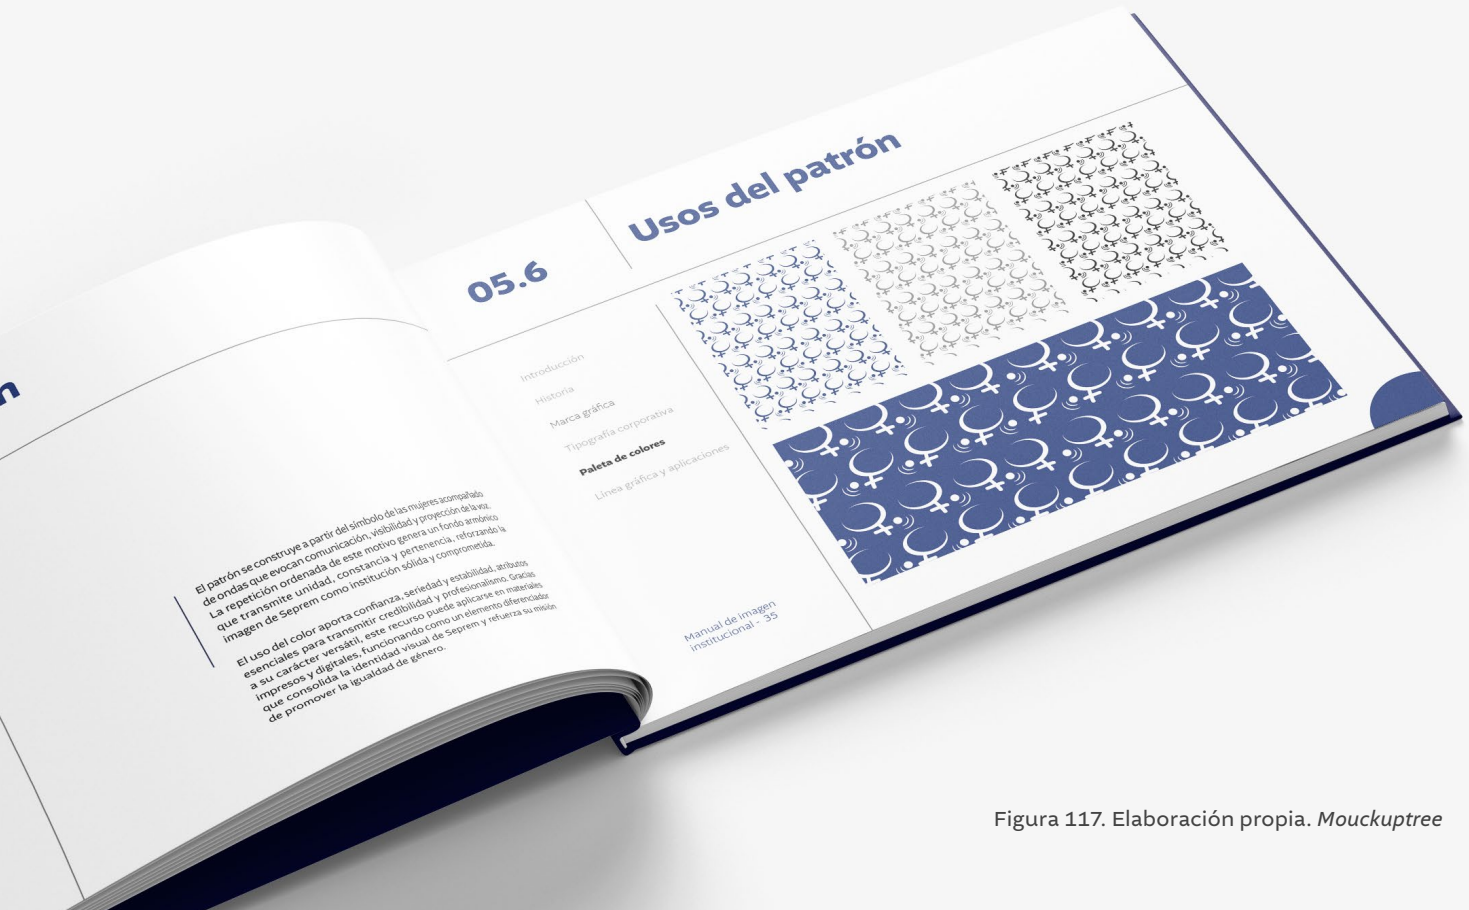 n
El patrón se construye a partir del símbolo de las mujeres acompañado
de ondas que evocan comunicación, visibilidad y proyección de la voz.
La repetición ordenada de este motivo genera un fondo armónico
que transmite unidad, constancia y pertenencia, reforzando la
imagen de Seprem como institución sólida y comprometida.
El uso del color aporta confianza, seriedad y estabilidad, atributos
esenciales para transmitir credibilidad y profesionalismo. Gracias
a su carácter versátil, este recurso puede aplicarse en materiales
impresos y digitales, funcionando como un elemento diferenciador
que consolida la identidad visual de Seprem y refuerza su misión
de promover la igualdad de género.
05.6
Usos del patrón
Introducción
Historia
Marca gráfica
Tipografía corporativa
Paleta de colores
Línea gráfica y aplicaciones
Manual de imagen
institucional - 35
Figura 117. Elaboración propia. Mouckuptree